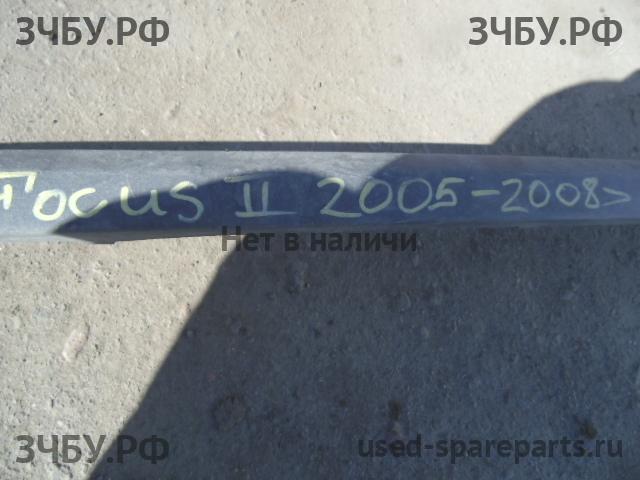 ЗЧБУ.РФ ЗЧБУ.РФ
Focus II 2005-2008>
Нет в наличи
ЗЧБУ.РФ used-spareparts.ru